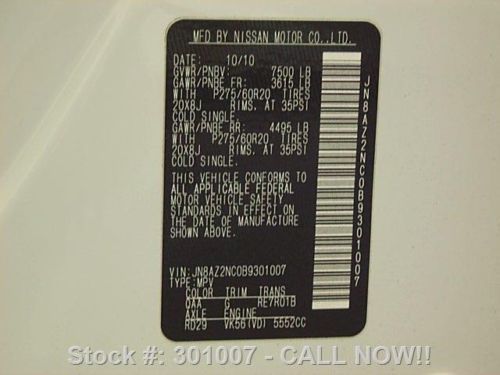 MFD BY NISSAN MOTOR CO.,LTD.
DATE: 10/10
GVWR/PNBV: 7500 LB
GAWR/PNBE FR: 3615 LB
WITH P275/60R20 TIRES
20X8J RIMS, AT 35PSI
COLD SINGLE.
GAWR/PNBE RR: 4495 LB
WITH P275/60R20 TIRES
20X8J RIMS, AT 35PSI
COLD SINGLE.
THIS VEHICLE CONFORMS TO
ALL APPLICABLE FEDERAL
MOTOR VEHICLE SAFETY
STANDARDS IN EFFECT ON
THE DATE OF MANUFACTURE
SHOWN ABOVE.
VIN: JN8AZ2NC0B9301007
TYPE: MPV
COLOR TRIM TRANS
QAA G RE7R01B
AXLE ENGINE
RD29 VK56(VD) 5552CC
JN8AZ2NC0B9301007
Stock #: 301007 - CALL NOW!!